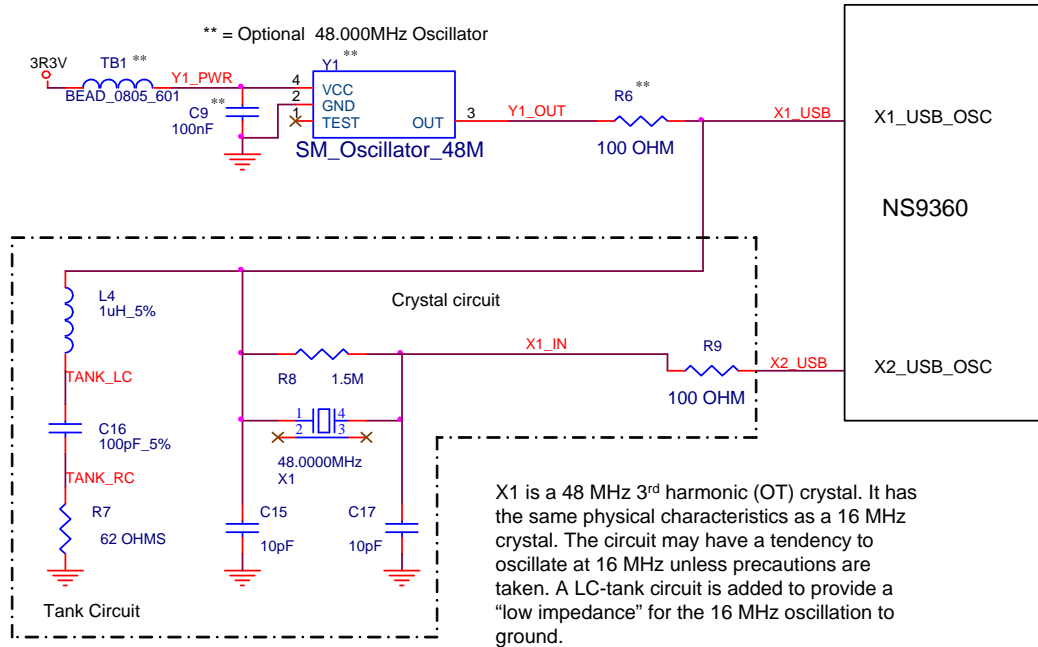 ** = Optional 48.000MHz Oscillator
3R3V
TB1 **
BEAD_0805_601
Y1_PWR
C9 **
100nF
Y1 **
4
2
1
VCC
GND
TEST
OUT
3
SM_Oscillator_48M
Y1_OUT
R6 **
100 OHM
X1_USB
X1_USB_OSC
NS9360
X2_USB_OSC
Crystal circuit
L4
1uH_5%
TANK_LC
C16
100pF_5%
TANK_RC
R7
62 OHMS
R8
1.5M
X1_IN
R9
100 OHM
X2_USB
1
2
4
3
48.0000MHz
X1
C15
10pF
C17
10pF
Tank Circuit
X1 is a 48 MHz 3rd harmonic (OT) crystal. It has
the same physical characteristics as a 16 MHz
crystal. The circuit may have a tendency to
oscillate at 16 MHz unless precautions are
taken. A LC-tank circuit is added to provide a
“low impedance” for the 16 MHz oscillation to
ground.